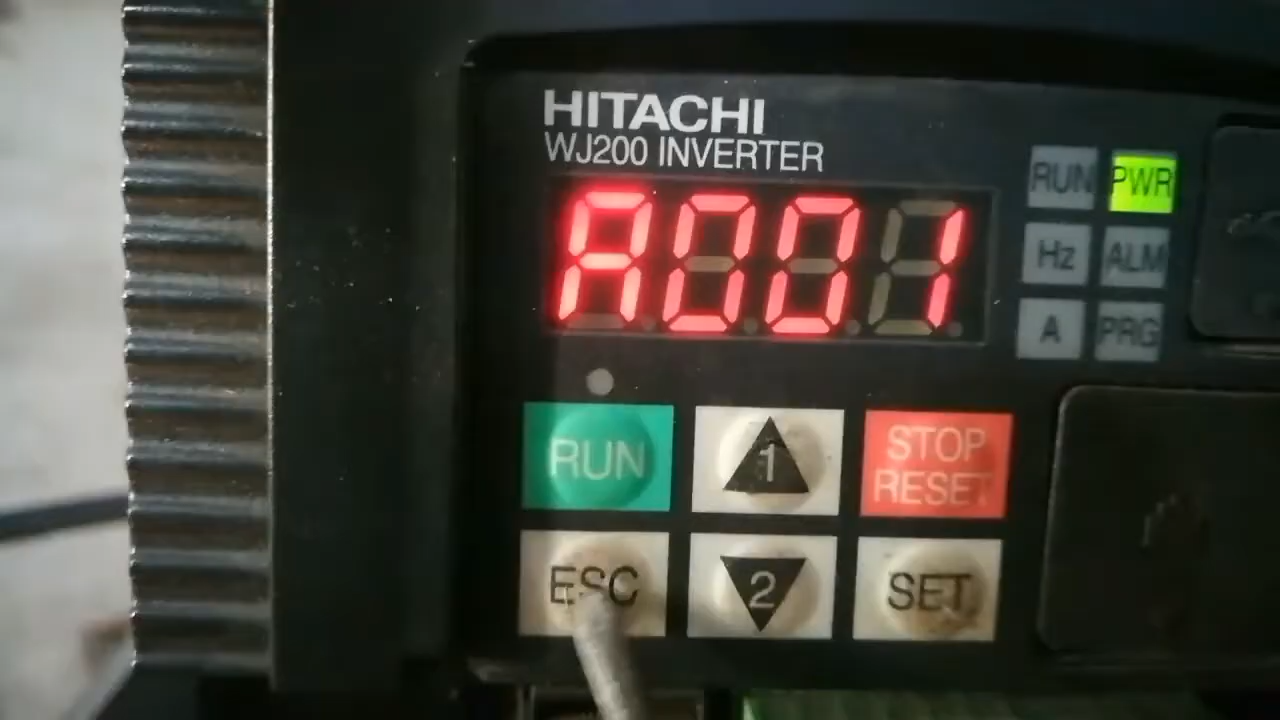 HITACHI
WJ200 INVERTER
A001
RUN PWR
Hz ALM
A PRG
RUN 1 STOP RESET
ESC 2 SET